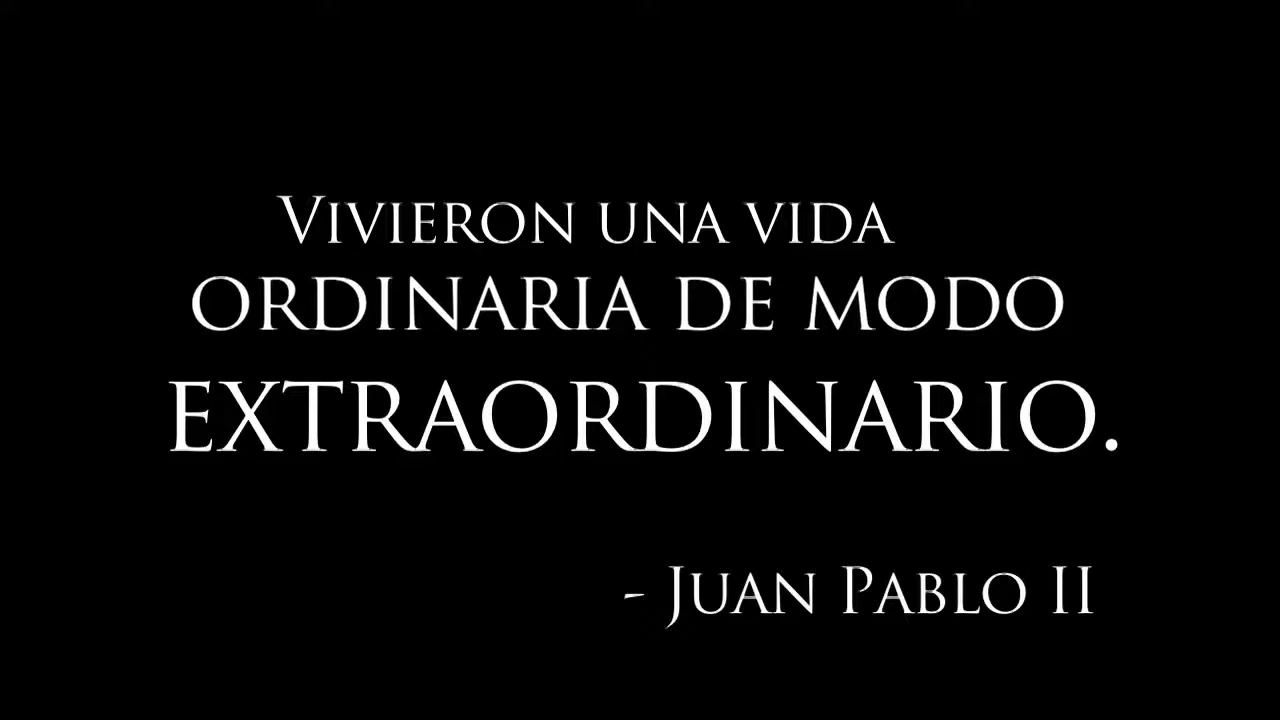 Vivieron una vida
ordinaria de modo
extraordinario.
- Juan Pablo II